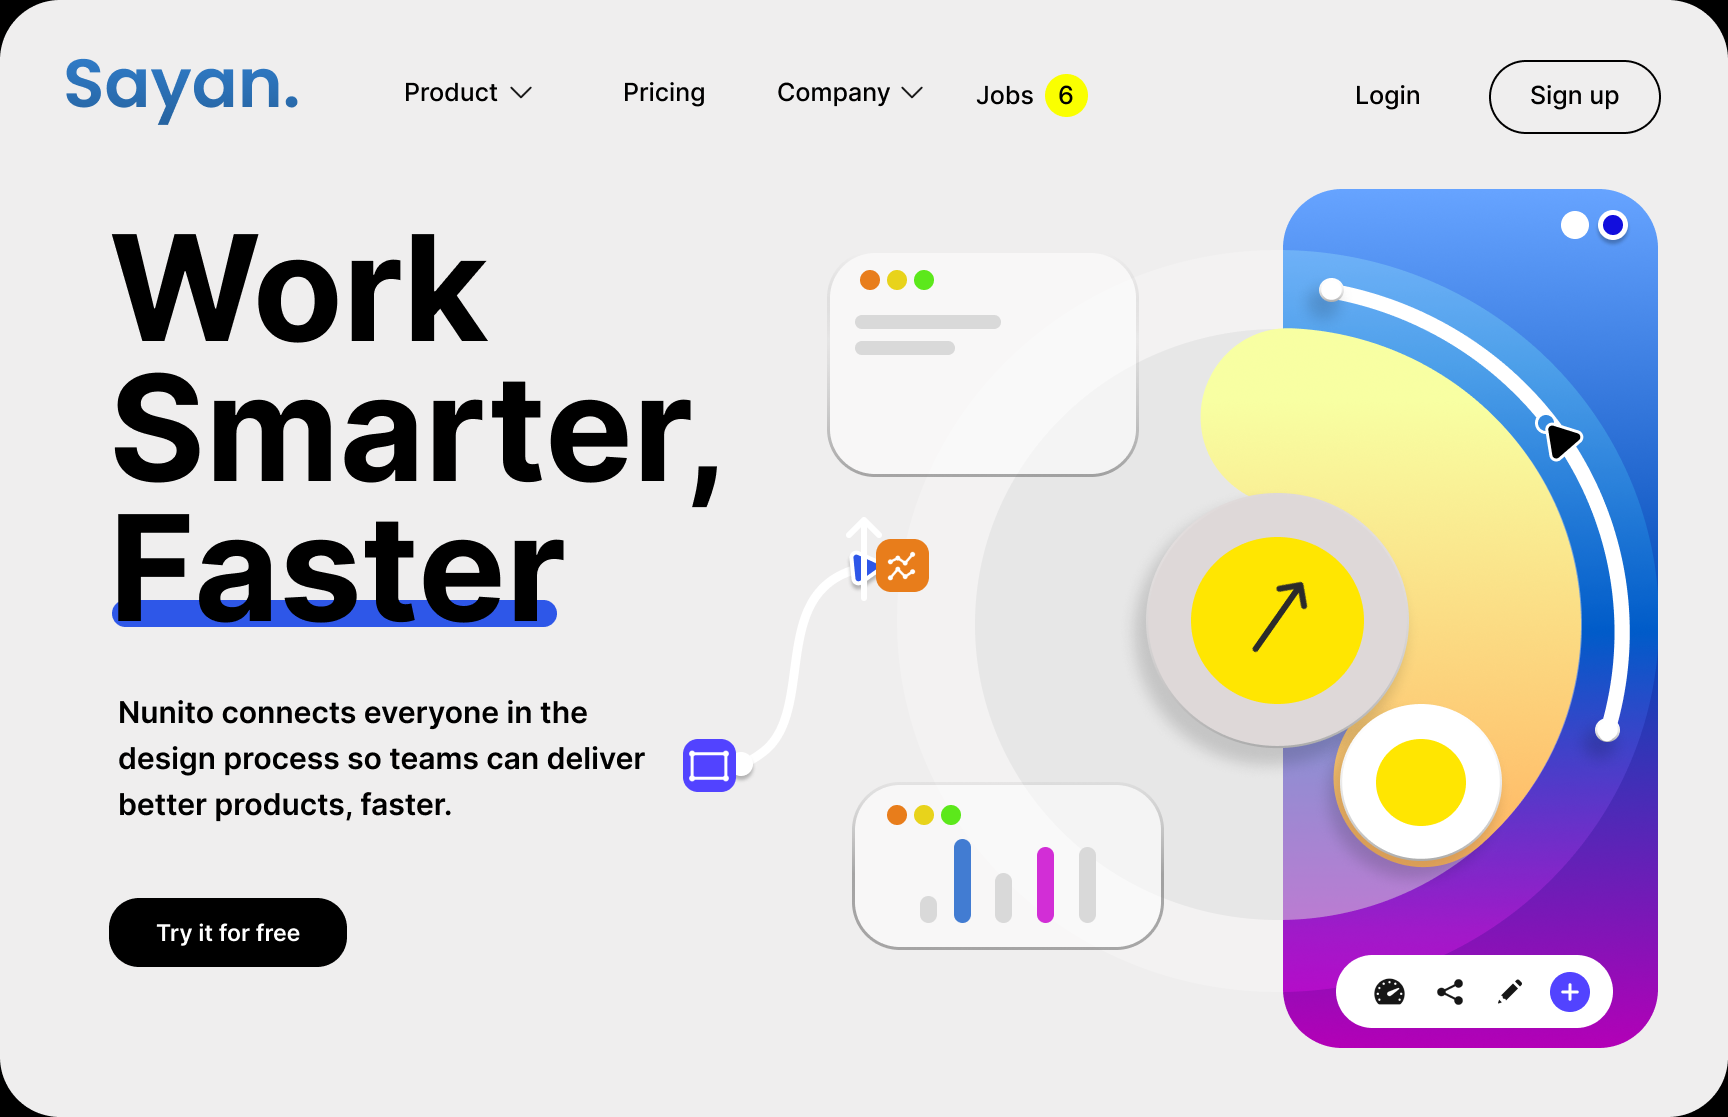 Sayan.
Product
Pricing
Company
Jobs
6
Login
Sign up
Work
Smarter,
Faster
Nunito connects everyone in the
design process so teams can deliver
better products, faster.
Try it for free